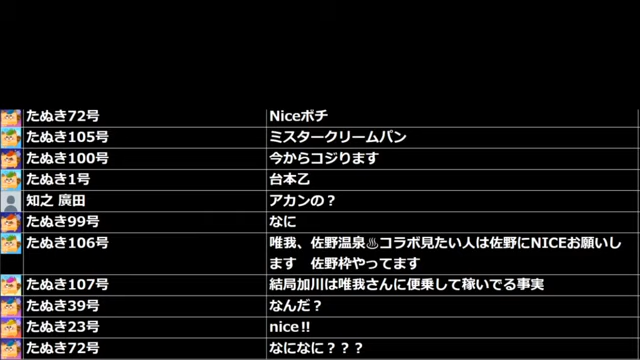 たぬき72号 Niceポチ
たぬき105号 ミスタークリームパン
たぬき100号 今からコジります
たぬき1号 台本乙
知之 廣田 アカンの？
たぬき99号 なに
たぬき106号 唯我、佐野温泉♨コラボ見たい人は佐野にNICEお願いし
ます　佐野枠やってます
たぬき107号 結局加川は唯我さんに便乗して稼いでる事実
たぬき39号 なんだ？
たぬき23号 nice‼
たぬき72号 なになに？？？